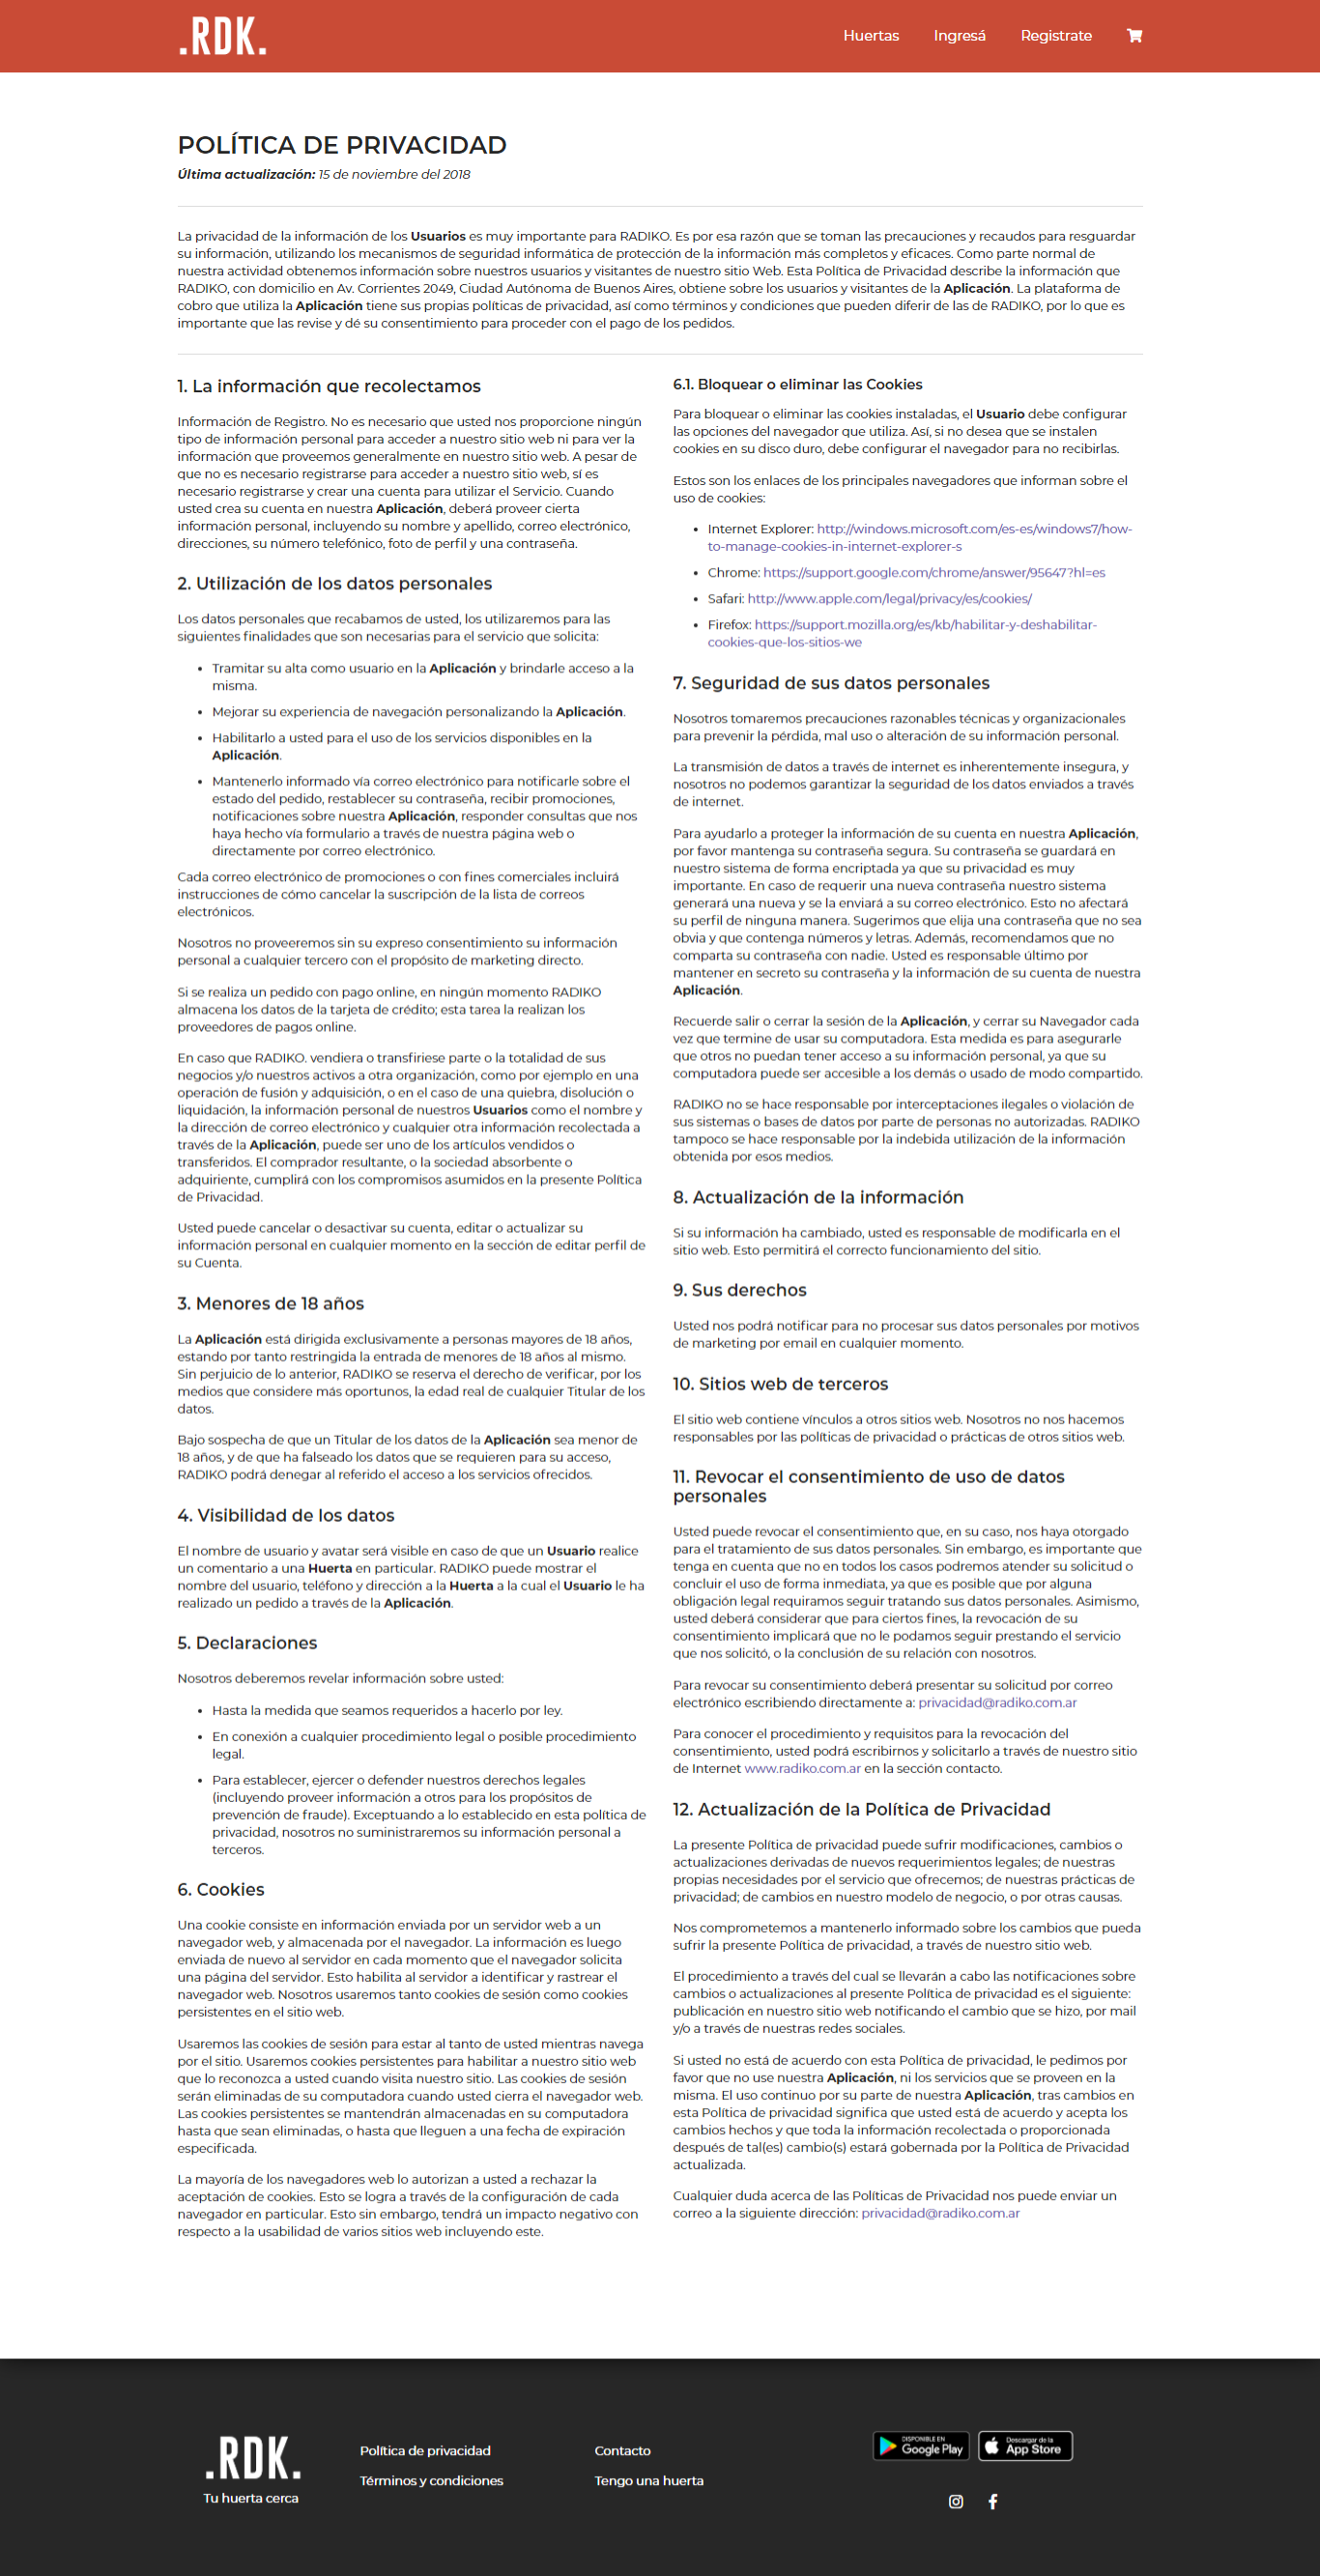 .RDK.
Huertas
Ingresá
Registrate
POLÍTICA DE PRIVACIDAD
Última actualización: 15 de noviembre del 2018
La privacidad de la información de los Usuarios es muy importante para RADIKO. Es por esa razón que se toman las precauciones y recaudos para resguardar
su información, utilizando los mecanismos de seguridad informática de protección de la información más completos y eficaces. Como parte normal de
nuestra actividad obtenemos información sobre nuestros usuarios y visitantes de nuestro sitio Web. Esta Política de Privacidad describe la información que
RADIKO, con domicilio en Av. Corrientes 2049, Ciudad Autónoma de Buenos Aires, obtiene sobre los usuarios y visitantes de la Aplicación. La plataforma de
cobro que utiliza la Aplicación tiene sus propias políticas de privacidad, así como términos y condiciones que pueden diferir de las de RADIKO, por lo que es
importante que las revise y dé su consentimiento para proceder con el pago de los pedidos.
1. La información que recolectamos
Información de Registro. No es necesario que usted nos proporcione ningún
tipo de información personal para acceder a nuestro sitio web ni para ver la
información que proveemos generalmente en nuestro sitio web. A pesar de
que no es necesario registrarse para acceder a nuestro sitio web, sí es
necesario registrarse y crear una cuenta para utilizar el Servicio. Cuando
usted crea su cuenta en nuestra Aplicación, deberá proveer cierta
información personal, incluyendo su nombre y apellido, correo electrónico,
direcciones, su número telefónico, foto de perfil y una contraseña.
2. Utilización de los datos personales
Los datos personales que recabamos de usted, los utilizaremos para las
siguientes finalidades que son necesarias para el servicio que solicita:
• Tramitar su alta como usuario en la Aplicación y brindarle acceso a la
misma.
• Mejorar su experiencia de navegación personalizando la Aplicación.
• Habilitarlo a usted para el uso de los servicios disponibles en la
Aplicación.
• Mantenerlo informado vía correo electrónico para notificarle sobre el
estado del pedido, restablecer su contraseña, recibir promociones,
notificaciones sobre nuestra Aplicación, responder consultas que nos
haya hecho vía formulario a través de nuestra página web o
directamente por correo electrónico.
Cada correo electrónico de promociones o con fines comerciales incluirá
instrucciones de cómo cancelar la suscripción de la lista de correos
electrónicos.
Nosotros no proveeremos sin su expreso consentimiento su información
personal a cualquier tercero con el propósito de marketing directo.
Si se realiza un pedido con pago online, en ningún momento RADIKO
almacena los datos de la tarjeta de crédito; esta tarea la realizan los
proveedores de pagos online.
En caso que RADIKO. vendiera o transfiriese parte o la totalidad de sus
negocios y/o nuestros activos a otra organización, como por ejemplo en una
operación de fusión y adquisición, o en el caso de una quiebra, disolución o
liquidación, la información personal de nuestros Usuarios como el nombre y
la dirección de correo electrónico y cualquier otra información recolectada a
través de la Aplicación, puede ser uno de los artículos vendidos o
transferidos. El comprador resultante, o la sociedad absorbente o
adquiriente, cumplirá con los compromisos asumidos en la presente Política
de Privacidad.
Usted puede cancelar o desactivar su cuenta, editar o actualizar su
información personal en cualquier momento en la sección de editar perfil de
su Cuenta.
3. Menores de 18 años
La Aplicación está dirigida exclusivamente a personas mayores de 18 años,
estando por tanto restringida la entrada de menores de 18 años al mismo.
Sin perjuicio de lo anterior, RADIKO se reserva el derecho de verificar, por los
medios que considere más oportunos, la edad real de cualquier Titular de los
datos.
Bajo sospecha de que un Titular de los datos de la Aplicación sea menor de
18 años, y de que ha falseado los datos que se requieren para su acceso,
RADIKO podrá denegar al referido el acceso a los servicios ofrecidos.
4. Visibilidad de los datos
El nombre de usuario y avatar será visible en caso de que un Usuario realice
un comentario a una Huerta en particular. RADIKO puede mostrar el
nombre del usuario, teléfono y dirección a la Huerta a la cual el Usuario le ha
realizado un pedido a través de la Aplicación.
5. Declaraciones
Nosotros deberemos revelar información sobre usted:
• Hasta la medida que seamos requeridos a hacerlo por ley.
• En conexión a cualquier procedimiento legal o posible procedimiento
legal.
• Para establecer, ejercer o defender nuestros derechos legales
(incluyendo proveer información a otros para los propósitos de
prevención de fraude). Exceptuando a lo establecido en esta política de
privacidad, nosotros no suministraremos su información personal a
terceros.
6. Cookies
Una cookie consiste en información enviada por un servidor web a un
navegador web, y almacenada por el navegador. La información es luego
enviada de nuevo al servidor en cada momento que el navegador solicita
una página del servidor. Esto habilita al servidor a identificar y rastrear el
navegador web. Nosotros usaremos tanto cookies de sesión como cookies
persistentes en el sitio web.
Usaremos las cookies de sesión para estar al tanto de usted mientras navega
por el sitio. Usaremos cookies persistentes para habilitar a nuestro sitio web
que lo reconozca a usted cuando visita nuestro sitio. Las cookies de sesión
serán eliminadas de su computadora cuando usted cierra el navegador web.
Las cookies persistentes se mantendrán almacenadas en su computadora
hasta que sean eliminadas, o hasta que lleguen a una fecha de expiración
especificada.
La mayoría de los navegadores web lo autorizan a usted a rechazar la
aceptación de cookies. Esto se logra a través de la configuración de cada
navegador en particular. Esto sin embargo, tendrá un impacto negativo con
respecto a la usabilidad de varios sitios web incluyendo este.
6.1. Bloquear o eliminar las Cookies
Para bloquear o eliminar las cookies instaladas, el Usuario debe configurar
las opciones del navegador que utiliza. Así, si no desea que se instalen
cookies en su disco duro, debe configurar el navegador para no recibirlas.
Estos son los enlaces de los principales navegadores que informan sobre el
uso de cookies:
• Internet Explorer: http://windows.microsoft.com/es-es/windows7/how-
to-manage-cookies-in-internet-explorer-s
• Chrome: https://support.google.com/chrome/answer/95647?hl=es
• Safari: http://www.apple.com/legal/privacy/es/cookies/
• Firefox: https://support.mozilla.org/es/kb/habilitar-y-deshabilitar-
cookies-que-los-sitios-we
7. Seguridad de sus datos personales
Nosotros tomaremos precauciones razonables técnicas y organizacionales
para prevenir la pérdida, mal uso o alteración de su información personal.
La transmisión de datos a través de internet es inherentemente insegura, y
nosotros no podemos garantizar la seguridad de los datos enviados a través
de internet.
Para ayudarlo a proteger la información de su cuenta en nuestra Aplicación,
por favor mantenga su contraseña segura. Su contraseña se guardará en
nuestro sistema de forma encriptada ya que su privacidad es muy
importante. En caso de requerir una nueva contraseña nuestro sistema
generará una nueva y se la enviará a su correo electrónico. Esto no afectará
su perfil de ninguna manera. Sugerimos que elija una contraseña que no sea
obvia y que contenga números y letras. Además, recomendamos que no
comparta su contraseña con nadie. Usted es responsable último por
mantener en secreto su contraseña y la información de su cuenta de nuestra
Aplicación.
Recuerde salir o cerrar la sesión de la Aplicación, y cerrar su Navegador cada
vez que termine de usar su computadora. Esta medida es para asegurarle
que otros no puedan tener acceso a su información personal, ya que su
computadora puede ser accesible a los demás o usado de modo compartido.
RADIKO no se hace responsable por interceptaciones ilegales o violación de
sus sistemas o bases de datos por parte de personas no autorizadas. RADIKO
tampoco se hace responsable por la indebida utilización de la información
obtenida por esos medios.
8. Actualización de la información
Si su información ha cambiado, usted es responsable de modificarla en el
sitio web. Esto permitirá el correcto funcionamiento del sitio.
9. Sus derechos
Usted nos podrá notificar para no procesar sus datos personales por motivos
de marketing por email en cualquier momento.
10. Sitios web de terceros
El sitio web contiene vínculos a otros sitios web. Nosotros no nos hacemos
responsables por las políticas de privacidad o prácticas de otros sitios web.
11. Revocar el consentimiento de uso de datos
personales
Usted puede revocar el consentimiento que, en su caso, nos haya otorgado
para el tratamiento de sus datos personales. Sin embargo, es importante que
tenga en cuenta que no en todos los casos podremos atender su solicitud o
concluir el uso de forma inmediata, ya que es posible que por alguna
obligación legal requiramos seguir tratando sus datos personales. Asimismo,
usted deberá considerar que para ciertos fines, la revocación de su
consentimiento implicará que no le podamos seguir prestando el servicio
que nos solicitó, o la conclusión de su relación con nosotros.
Para revocar su consentimiento deberá presentar su solicitud por correo
electrónico escribiendo directamente a: privacidad@radiko.com.ar
Para conocer el procedimiento y requisitos para la revocación del
consentimiento, usted podrá escribirnos y solicitarlo a través de nuestro sitio
de Internet www.radiko.com.ar en la sección contacto.
12. Actualización de la Política de Privacidad
La presente Política de privacidad puede sufrir modificaciones, cambios o
actualizaciones derivadas de nuevos requerimientos legales; de nuestras
propias necesidades por el servicio que ofrecemos; de nuestras prácticas de
privacidad; de cambios en nuestro modelo de negocio, o por otras causas.
Nos comprometemos a mantenerlo informado sobre los cambios que pueda
sufrir la presente Política de privacidad, a través de nuestro sitio web.
El procedimiento a través del cual se llevarán a cabo las notificaciones sobre
cambios o actualizaciones al presente Política de privacidad es el siguiente:
publicación en nuestro sitio web notificando el cambio que se hizo, por mail
y/o a través de nuestras redes sociales.
Si usted no está de acuerdo con esta Política de privacidad, le pedimos por
favor que no use nuestra Aplicación, ni los servicios que se proveen en la
misma. El uso continuo por su parte de nuestra Aplicación, tras cambios en
esta Política de privacidad significa que usted está de acuerdo y acepta los
cambios hechos y que toda la información recolectada o proporcionada
después de tal(es) cambio(s) estará gobernada por la Política de Privacidad
actualizada.
Cualquier duda acerca de las Políticas de Privacidad nos puede enviar un
correo a la siguiente dirección: privacidad@radiko.com.ar
.RDK.
Tu huerta cerca
Política de privacidad
Términos y condiciones
Contacto
Tengo una huerta
DISPONIBLE EN
Google Play
Descargar de la
App Store